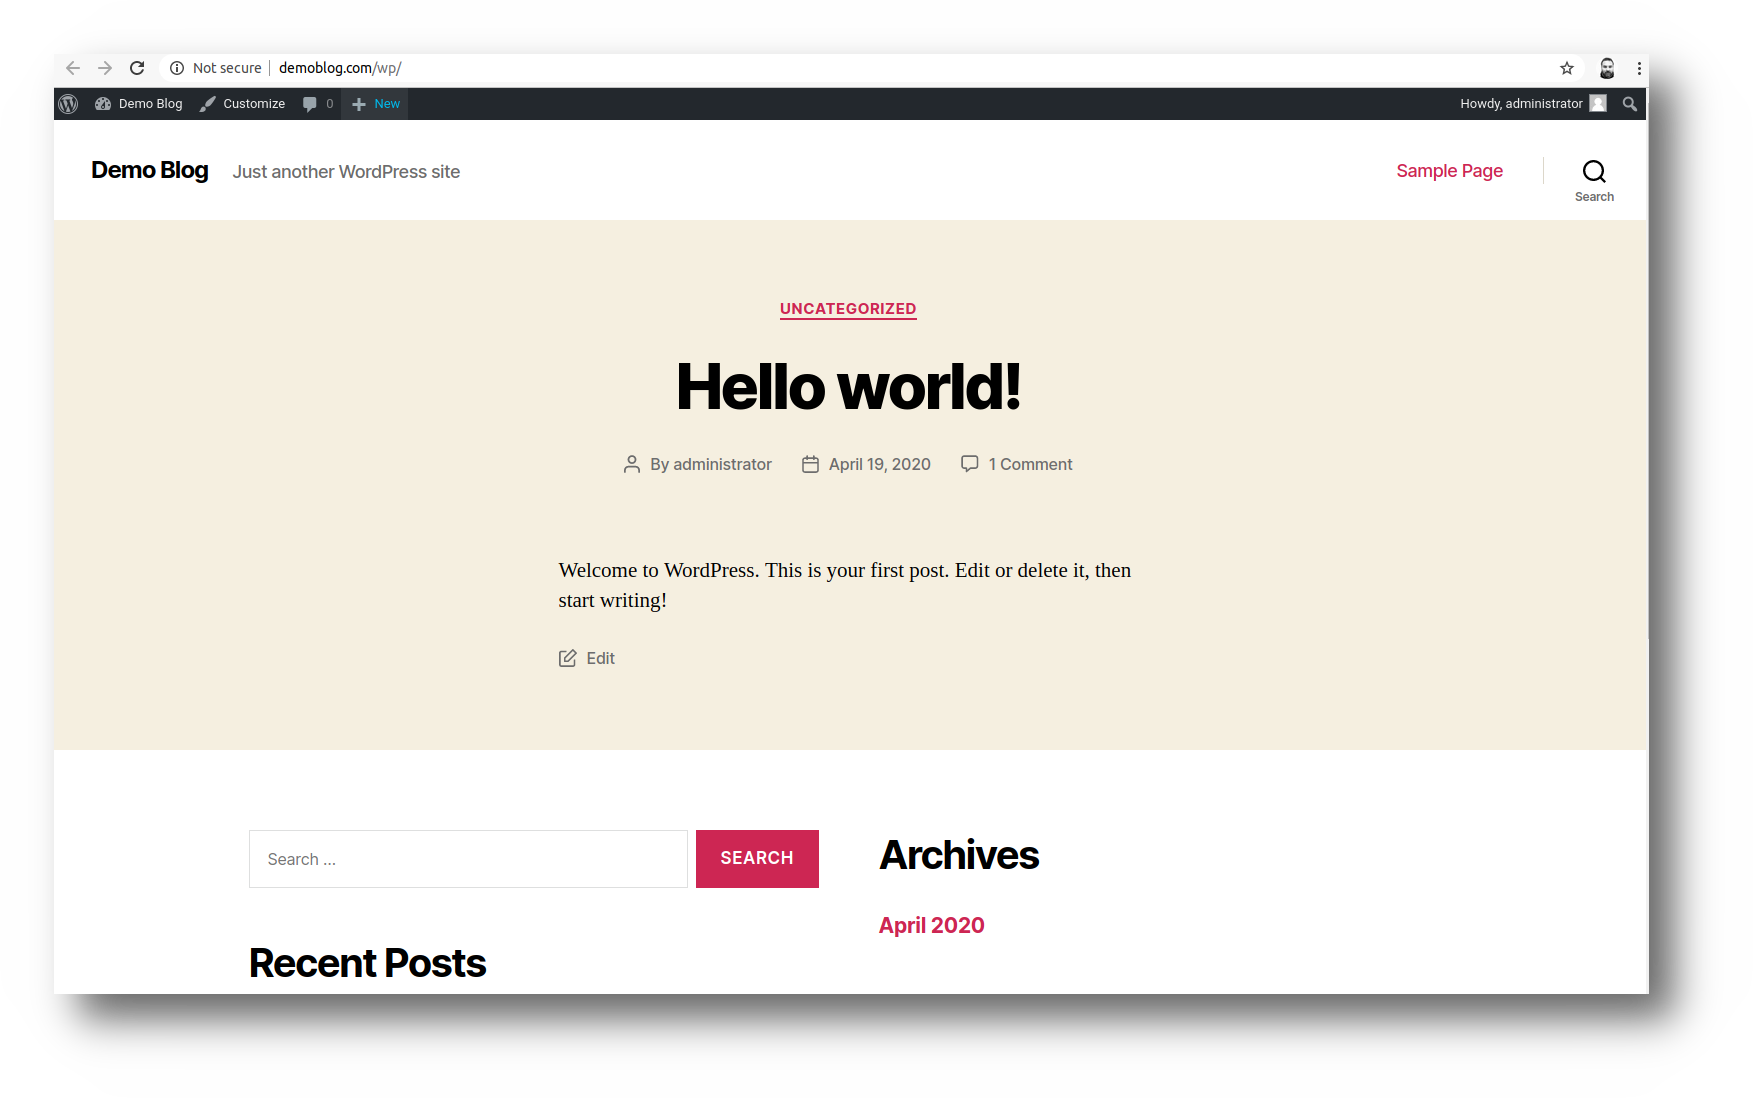 Not secure demoblog.com/wp/
Demo Blog Customize 0 New Howdy, administrator
Demo Blog Just another WordPress site Sample Page
Search
UNCATEGORIZED
Hello world!
By administrator April 19, 2020 1 Comment
Welcome to WordPress. This is your first post. Edit or delete it, then
start writing!
Edit
Search … SEARCH
Archives
April 2020
Recent Posts